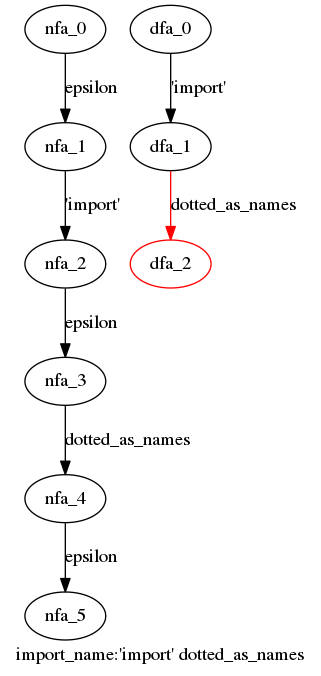 nfa_0 dfa_0
epsilon 'import'
nfa_1 dfa_1
'import' dotted_as_names
nfa_2 dfa_2
epsilon
nfa_3
dotted_as_names
nfa_4
epsilon
nfa_5
import_name:'import' dotted_as_names